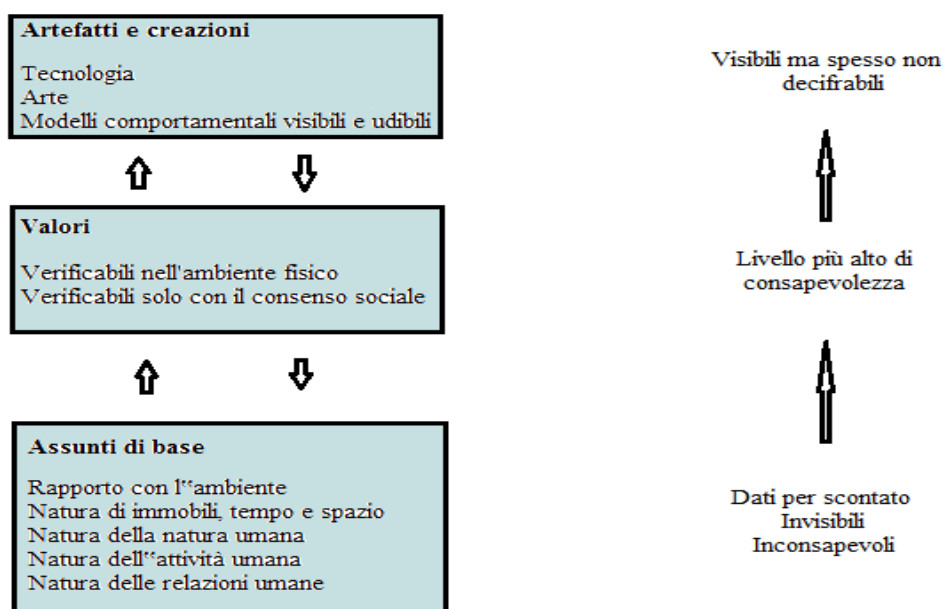 Artefatti e creazioni
Tecnologia
Arte
Modelli comportamentali visibili e udibili
Visibili ma spesso non
decifrabili
Valori
Verificabili nell'ambiente fisico
Verificabili solo con il consenso sociale
Livello più alto di
consapevolezza
Assunti di base
Rapporto con l‟‟ambiente
Natura di immobili, tempo e spazio
Natura della natura umana
Natura dell‟‟attività umana
Natura delle relazioni umane
Dati per scontato
Invisibili
Inconsapevoli